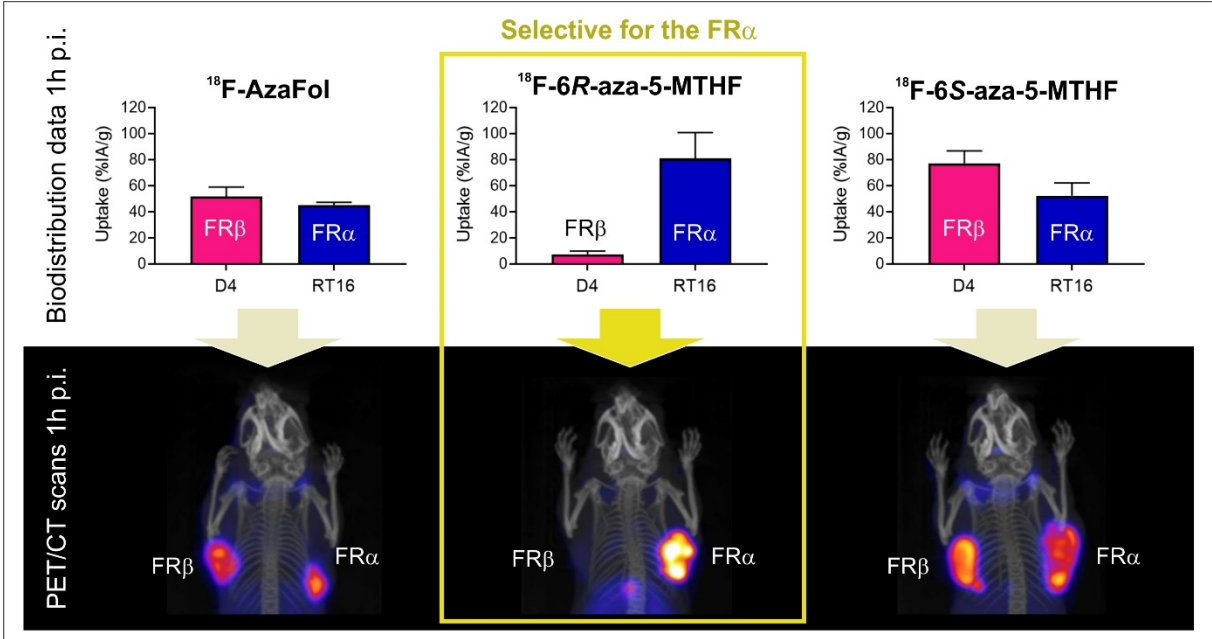 Selective for the FRα
Biodistribution data 1h p.i.
¹⁸F-AzaFol
Uptake (%IA/g)
120
100
80
60
40
20
0
FRβ
FRα
D4
RT16
¹⁸F-6R-aza-5-MTHF
Uptake (%IA/g)
120
100
80
60
40
20
0
FRβ
FRα
D4
RT16
¹⁸F-6S-aza-5-MTHF
Uptake (%IA/g)
120
100
80
60
40
20
0
FRβ
FRα
D4
RT16
PET/CT scans 1h p.i.
FRβ
FRα
FRβ
FRα
FRβ
FRα